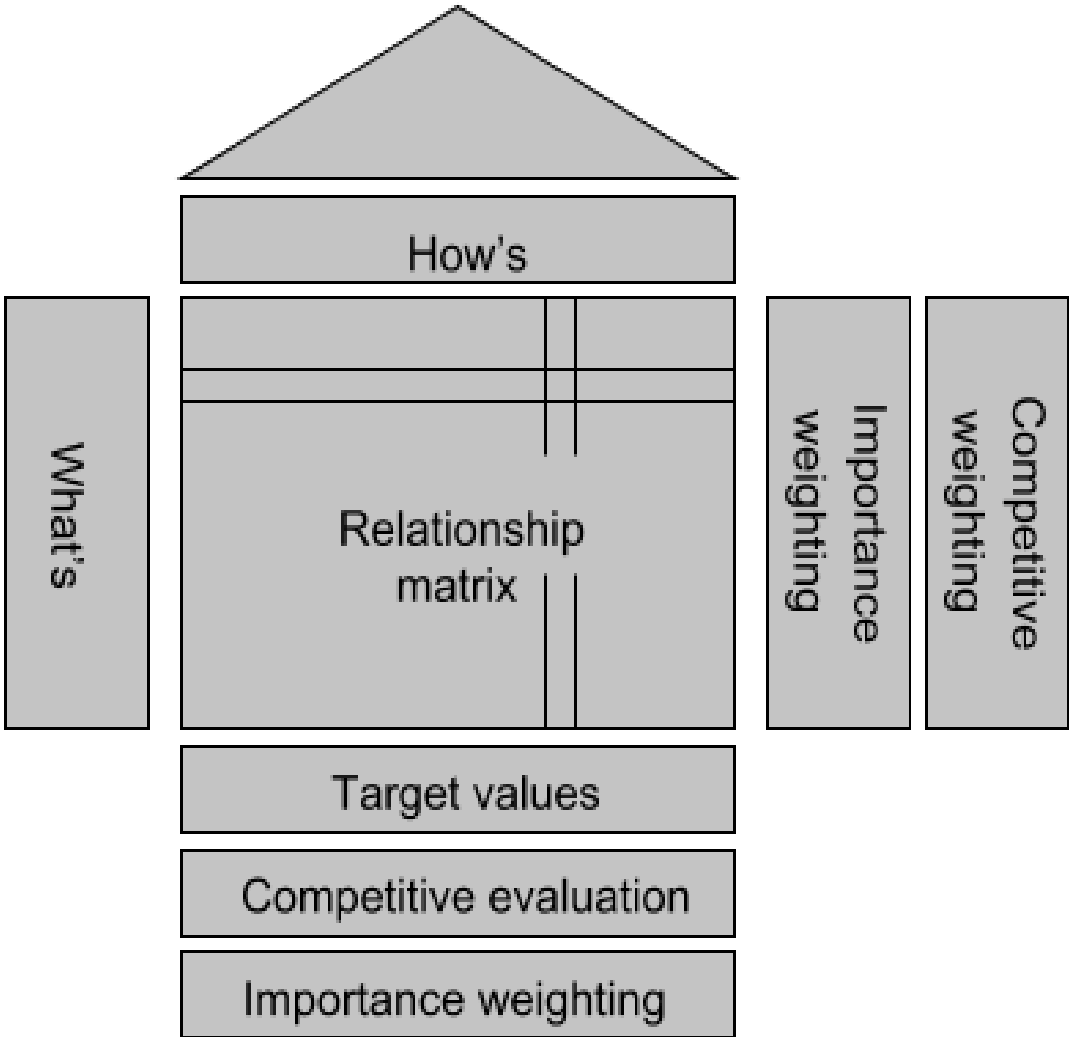 How's
What's
Relationship
matrix
Importance
weighting
Competitive
weighting
Target values
Competitive evaluation
Importance weighting